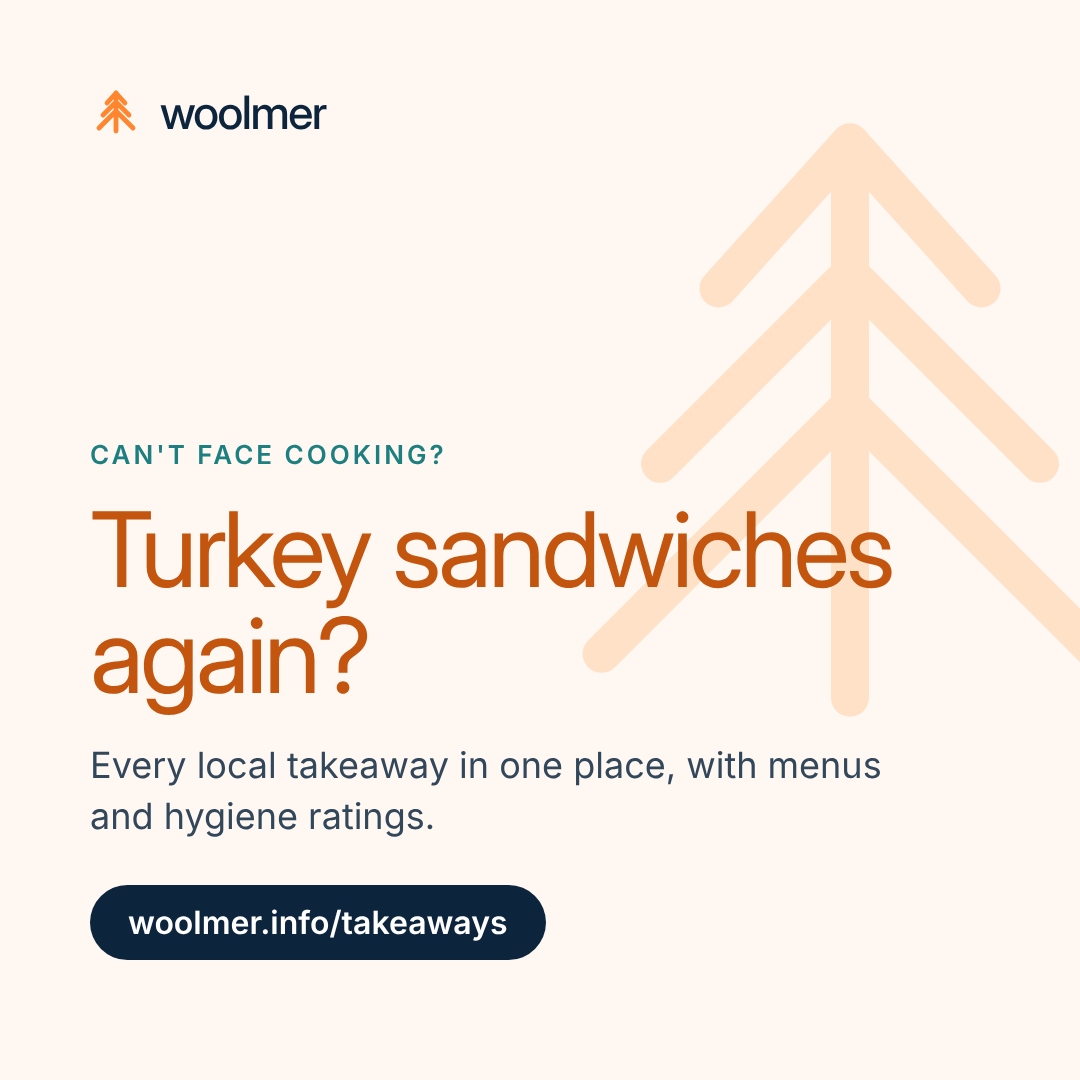 woolmer
CAN'T FACE COOKING?
Turkey sandwiches
again?
Every local takeaway in one place, with menus
and hygiene ratings.
woolmer.info/takeaways